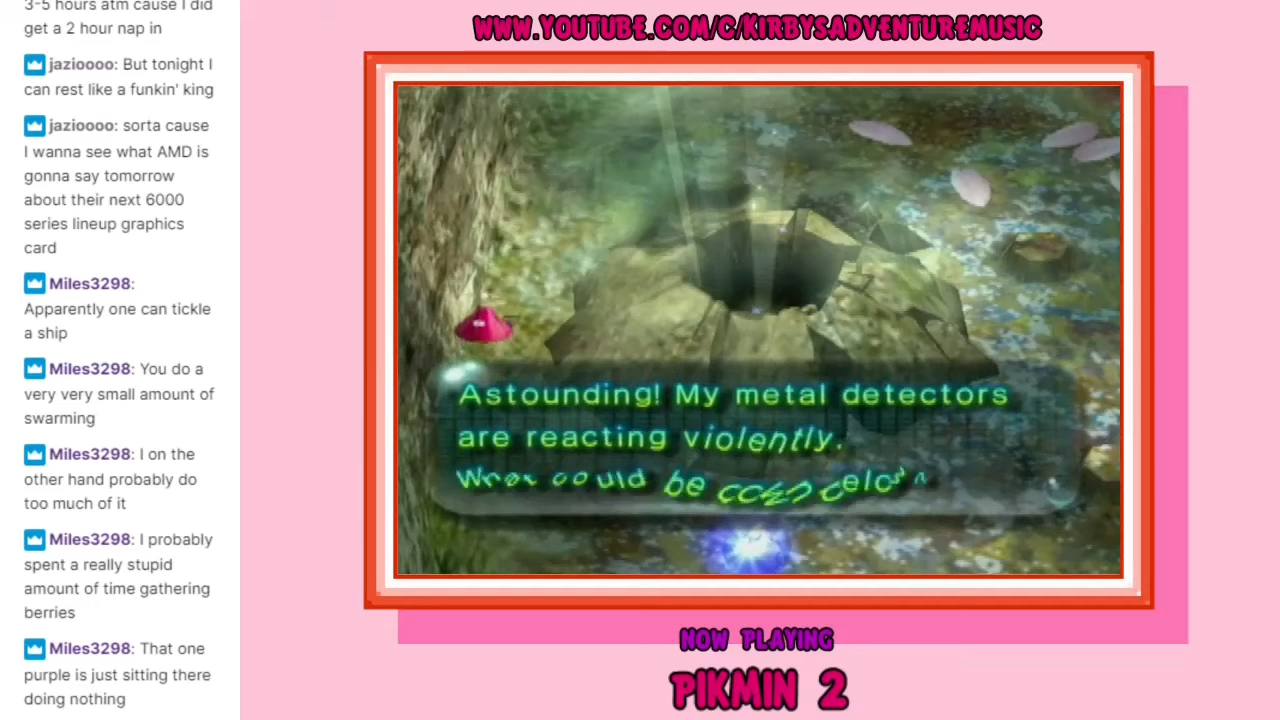 3-5 hours atm cause I did
get a 2 hour nap in
jazioooo: But tonight I
can rest like a funkin' king
jazioooo: sorta cause
I wanna see what AMD is
gonna say tomorrow
about their next 6000
series lineup graphics
card
Miles3298:
Apparently one can tickle
a ship
Miles3298: You do a
very very small amount of
swarming
Miles3298: I on the
other hand probably do
too much of it
Miles3298: I probably
spent a really stupid
amount of time gathering
berries
Miles3298: That one
purple is just sitting there
doing nothing
WWW.YOUTUBE.COM/C/KIRBYSADVENTUREMUSIC
Astounding! My metal detectors
are reacting violently.
What could be
NOW PLAYING
PIKMIN 2